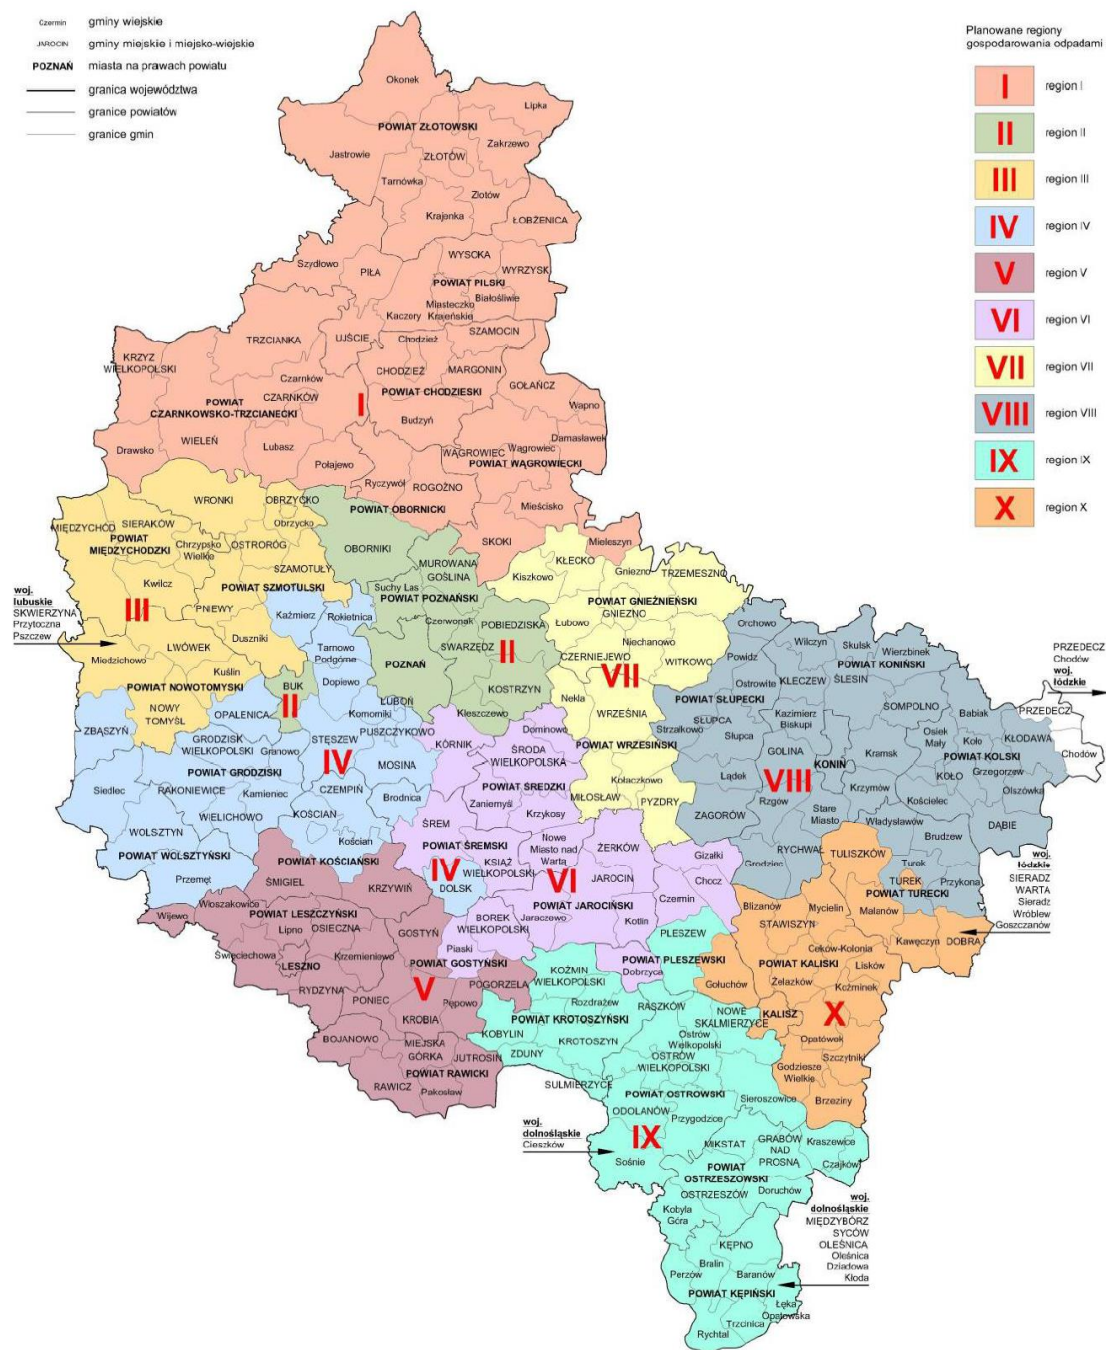 Czermin gminy wiejskie
JAROCIN gminy miejskie i miejsko-wiejskie
POZNAŃ miasta na prawach powiatu
granica województwa
granice powiatów
granice gmin
Planowane regiony
gospodarowania odpadami
I region I
II region II
III region III
IV region IV
V region V
VI region VI
VII region VII
VIII region VIII
IX region IX
X region X
Okonek
Lipka
POWIAT ZŁOTOWSKI
Zakrzewo
Jastrowie
ZŁOTÓW
Tarnówka
Złotów
Krajenka
ŁOBŻENICA
Szydłowo
PIŁA
WYSOKA
WYRZYSK
POWIAT PILSKI
Miasteczko
Krajeńskie
Białośliwie
Kaczory
TRZCIANKA
UJŚCIE
Chodzież
SZAMOCIN
KRZYŻ
WIELKOPOLSKI
Czarnków
CHODZIEŻ
MARGONIN
GOŁAŃCZ
POWIAT CHODZIESKI
POWIAT
CZARNKOWSKO-TRZCIANECKI
CZARNKÓW
I
Budzyń
Wapno
Damasławek
Drawsko
WIELEŃ
Lubasz
WĄGROWIEC
Wągrowiec
POWIAT WĄGROWIECKI
Połajewo
Ryczywół
ROGOŹNO
POWIAT OBORNICKI
Mieścisko
SKOKI
Mieleszyn
WRONKI
OBRZYCKO
Obrzycko
MIĘDZYCHÓD
SIERAKÓW
POWIAT
MIĘDZYCHODZKI
Chrzypsko
Wielkie
OSTRORÓG
SZAMOTUŁY
POWIAT SZMOTULSKI
Kwilcz
PNIEWY
III
Duszniki
LWÓWEK
Miedzichowo
Kuślin
POWIAT NOWOTOMYSKI
NOWY
TOMYŚL
woj.
lubuskie
SKWIERZYNA
Przytoczna
Pszczew
OBORNIKI
MUROWANA
GOŚLINA
Suchy Las
POWIAT POZNAŃSKI
Czerwonak
POBIEDZISKA
SWARZĘDZ
II
POZNAŃ
KOSTRZYN
Kleszczewo
BUK
II
Kaźmierz
Rokietnica
Tarnowo
Podgórne
Dopiewo
LUBOŃ
Komorniki
PUSZCZYKOWO
STĘSZEW
IV
MOSINA
CZEMPIŃ
Brodnica
KOŚCIAN
Kościan
ZBĄSZYŃ
OPALENICA
GRODZISK
WIELKOPOLSKI
Granowo
POWIAT GRODZISKI
Siedlec
RAKONIEWICE
Kamieniec
WIELICHOWO
WOLSZTYN
POWIAT WOLSZTYŃSKI
Przemęt
KŁECKO
Kiszkowo
Gniezno
TRZEMESZNO
POWIAT GNIEŹNIEŃSKI
GNIEZNO
Łubowo
Niechanowo
CZERNIEJEWO
VII
WITKOWO
Nekla
WRZEŚNIA
POWIAT WRZESIŃSKI
Kołaczkowo
MIŁOSŁAW
PYZDRY
Orchowo
Wilczyn
Skulsk
Wierzbinek
Powidz
POWIAT KONIŃSKI
Ostrowite
KLECZEW
ŚLESIN
POWIAT SŁUPECKI
SOMPOLNO
Babiak
Strzałkowo
SŁUPCA
Słupca
Kazimierz
Biskupi
Osiek
Mały
Koło
KŁODAWA
GOLINA
KONIN
Kramsk
POWIAT KOLSKI
Lądek
VIII
KOŁO
Grzegorzew
Rzgów
Krzymów
Olszówka
ZAGORÓW
Stare
Miasto
Kościelec
Władysławów
DĄBIE
Grodziec
RYCHWAŁ
Brudzew
Turek
Przykona
POWIAT TURECKI
PRZEDECZ
Chodów
woj.
łódzkie
PRZEDECZ
Chodów
KÓRNIK
Dominowo
ŚRODA
WIELKOPOLSKA
POWIAT ŚREDZKI
Zaniemyśl
Krzykosy
ŚREM
POWIAT ŚREMSKI
Nowe
Miasto nad
Wartą
ŻERKÓW
KSIĄŻ
WIELKOPOLSKI
IV
DOLSK
VI
JAROCIN
POWIAT JAROCIŃSKI
Jaraczewo
Kotlin
BOREK
WIELKOPOLSKI
Piaski
Gizałki
Chocz
Czermin
Dobrzyca
POWIAT KOŚCIAŃSKI
ŚMIGIEL
KRZYWIŃ
Włoszakowice
Wijewo
POWIAT LESZCZYŃSKI
Lipno
OSIECZNA
GOSTYŃ
Święciechowa
Krzemieniewo
LESZNO
POWIAT GOSTYŃSKI
RYDZYNA
V
POGORZELA
PONIEC
Pępowo
KROBIA
BOJANOWO
MIEJSKA
GÓRKA
JUTROSIN
POWIAT RAWICKI
RAWICZ
Pakosław
TULISZKÓW
TUREK
Blizanów
Mycielin
Malanów
STAWISZYN
Kawęczyn
DOBRA
Ceków-Kolonia
POWIAT KALISKI
Lisków
Gołuchów
Żelazków
Koźminek
KALISZ
X
Opatówek
Szczytniki
Godziesze
Wielkie
Brzeziny
woj.
łódzkie
SIERADZ
WARTA
Sieradz
Wróblew
Goszczanów
PLESZEW
POWIAT PLESZEWSKI
KOŹMIN
WIELKOPOLSKI
Rozdrażew
RASZKÓW
NOWE
SKALMIERZYCE
POWIAT KROTOSZYŃSKI
KOBYLIN
KROTOSZYN
Ostrów
Wielkopolski
ZDUNY
OSTRÓW
WIELKOPOLSKI
SULMIERZYCE
POWIAT OSTROWSKI
Sieroszewice
ODOLANÓW
Przygodzice
IX
Sośnie
MIKSTAT
GRABÓW
NAD
PROSNĄ
Kraszewice
Czajków
POWIAT
OSTRZESZOWSKI
OSTRZESZÓW
Doruchów
Kobyla
Góra
KĘPNO
Bralin
Perzów
Baranów
POWIAT KĘPIŃSKI
Łęka
Opatowska
Trzcinica
Rychtal
woj.
dolnośląskie
Cieszków
woj.
dolnośląskie
MIĘDZYBÓRZ
SYCÓW
OLEŚNICA
Oleśnica
Dziadowa
Kłoda